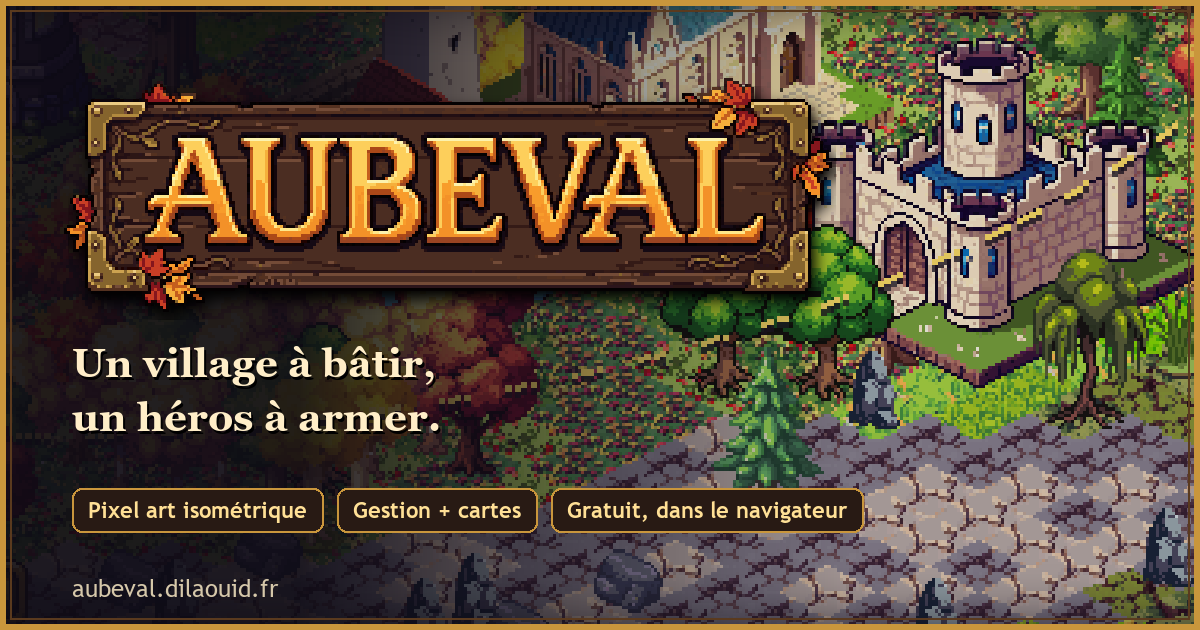 AUBEVAL
Un village à bâtir,
un héros à armer.
Pixel art isométrique
Gestion + cartes
Gratuit, dans le navigateur
aubeval.dilaouid.fr